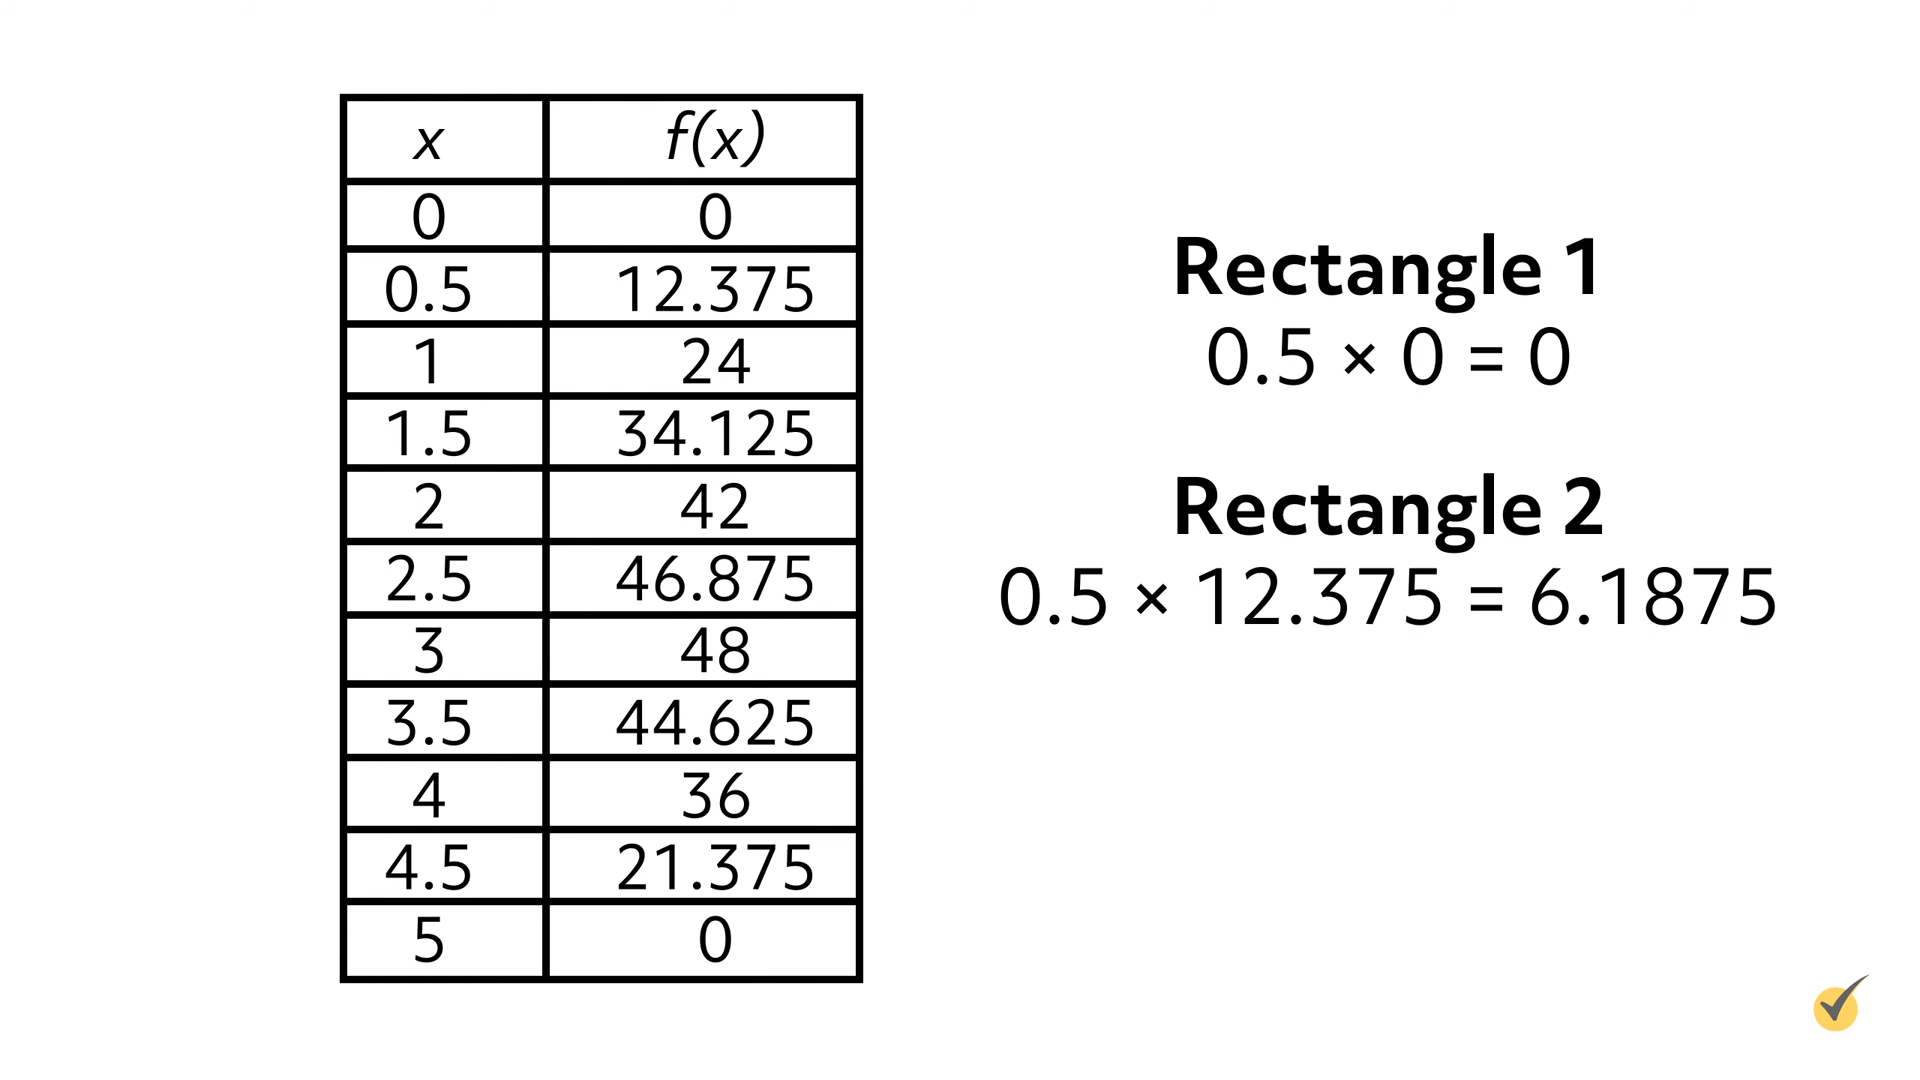 x f(x)
0 0
0.5 12.375
1 24
1.5 34.125
2 42
2.5 46.875
3 48
3.5 44.625
4 36
4.5 21.375
5 0
Rectangle 1
0.5 × 0 = 0
Rectangle 2
0.5 × 12.375 = 6.1875